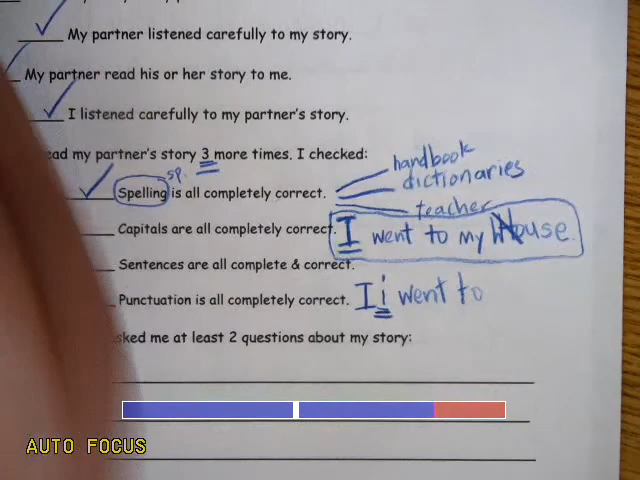 My partner listened carefully to my story.
My partner read his or her story to me.
I listened carefully to my partner's story.
ead my partner's story 3 more times. I checked:
handbook
sp.
dictionaries
Spelling is all completely correct.
teacher
Capitals are all completely correct.
I went to my House.
Sentences are all complete & correct.
Punctuation is all completely correct.
I i went to
sked me at least 2 questions about my story:
AUTO FOCUS